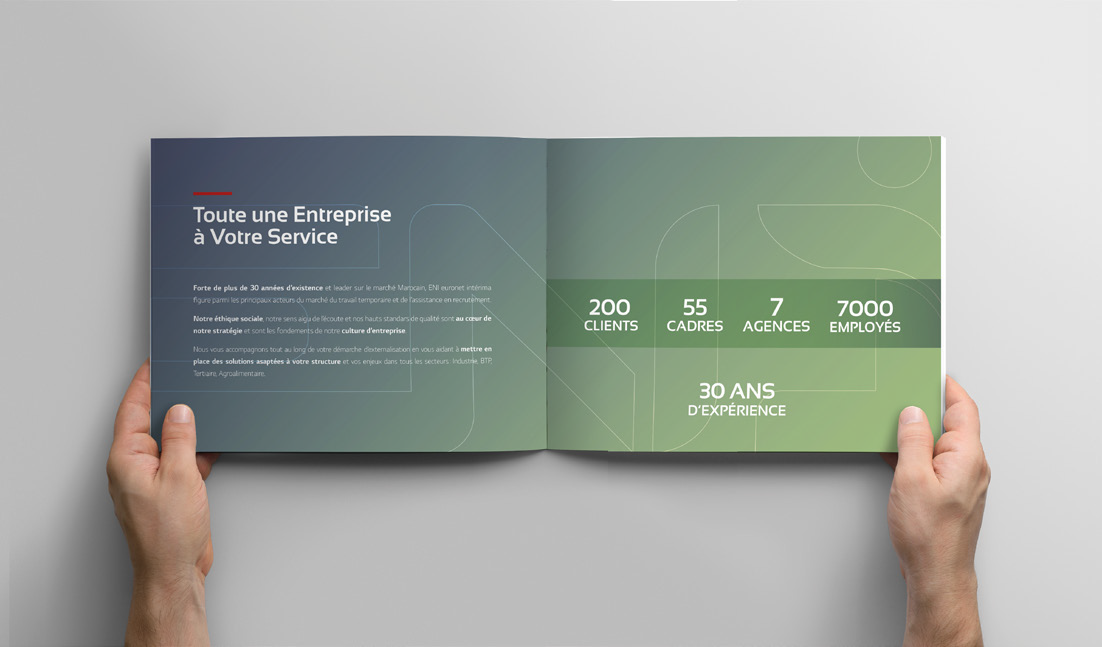 Toute une Entreprise
à Votre Service
Forte de plus de 30 années d'existence et leader sur le marché Marocain, ENI euronet intérima
figure parmi les principaux acteurs du marché du travail temporaire et de l'assistance en recrutement.
Notre éthique sociale, notre sens aigu de l'écoute et nos hauts standars de qualité sont au cœur de
notre stratégie et sont les fondements de notre culture d'entreprise.
Nous vous accompagnons tout au long de votre démarche d'externalisation en vous aidant à mettre en
place des solutions asaptées à votre structure et vos enjeux dans tous les secteurs: Industrie, BTP,
Tertiaire, Agroalimentaire.
200 55 7 7000
CLIENTS CADRES AGENCES EMPLOYÉS
30 ANS
D'EXPÉRIENCE